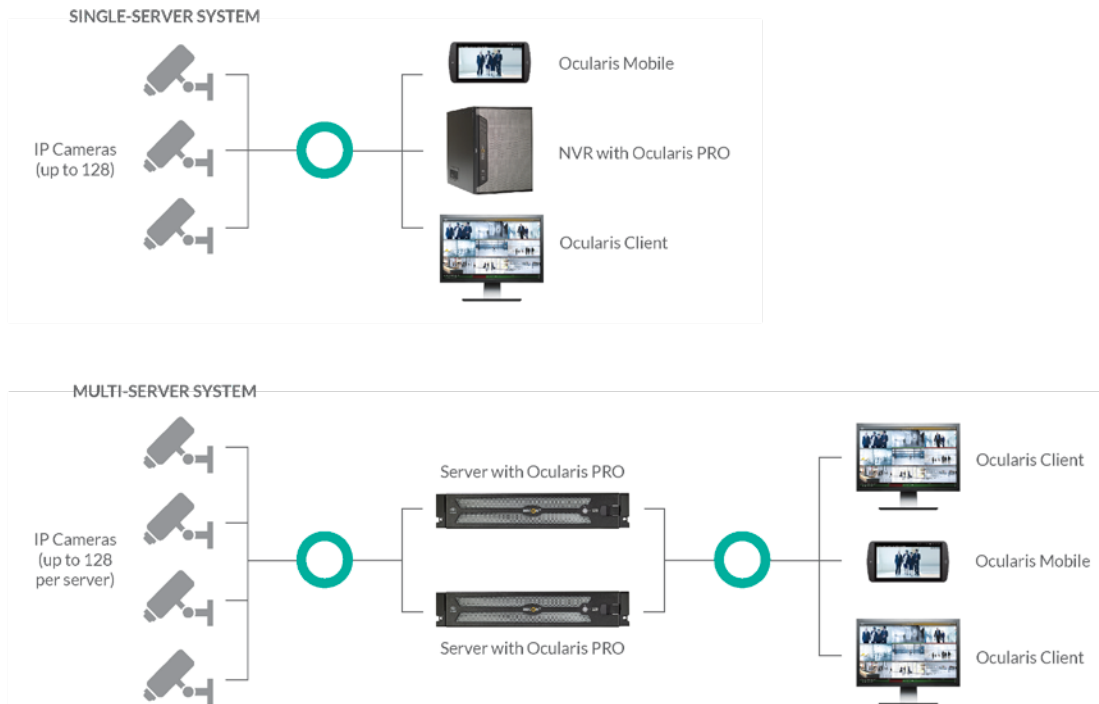 SINGLE-SERVER SYSTEM
Ocularis Mobile
IP Cameras
(up to 128)
NVR with Ocularis PRO
Ocularis Client
MULTI-SERVER SYSTEM
Server with Ocularis PRO
Ocularis Client
IP Cameras
(up to 128
per server)
Ocularis Mobile
Server with Ocularis PRO
Ocularis Client